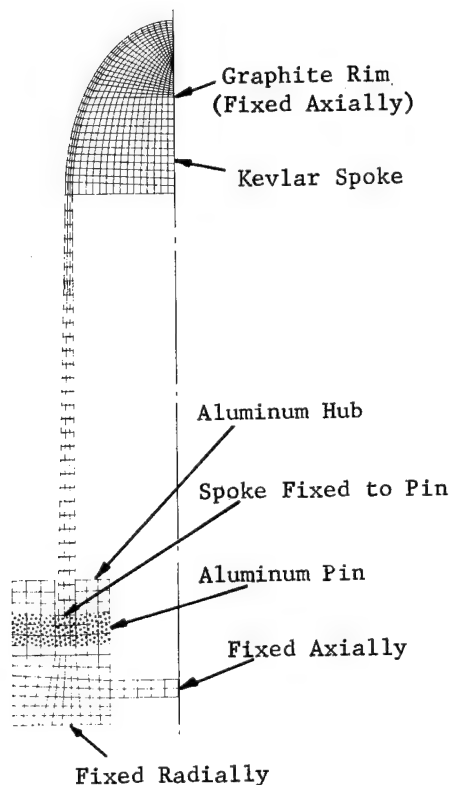 Graphite Rim
(Fixed Axially)
Kevlar Spoke
Aluminum Hub
Spoke Fixed to Pin
Aluminum Pin
Fixed Axially
Fixed Radially